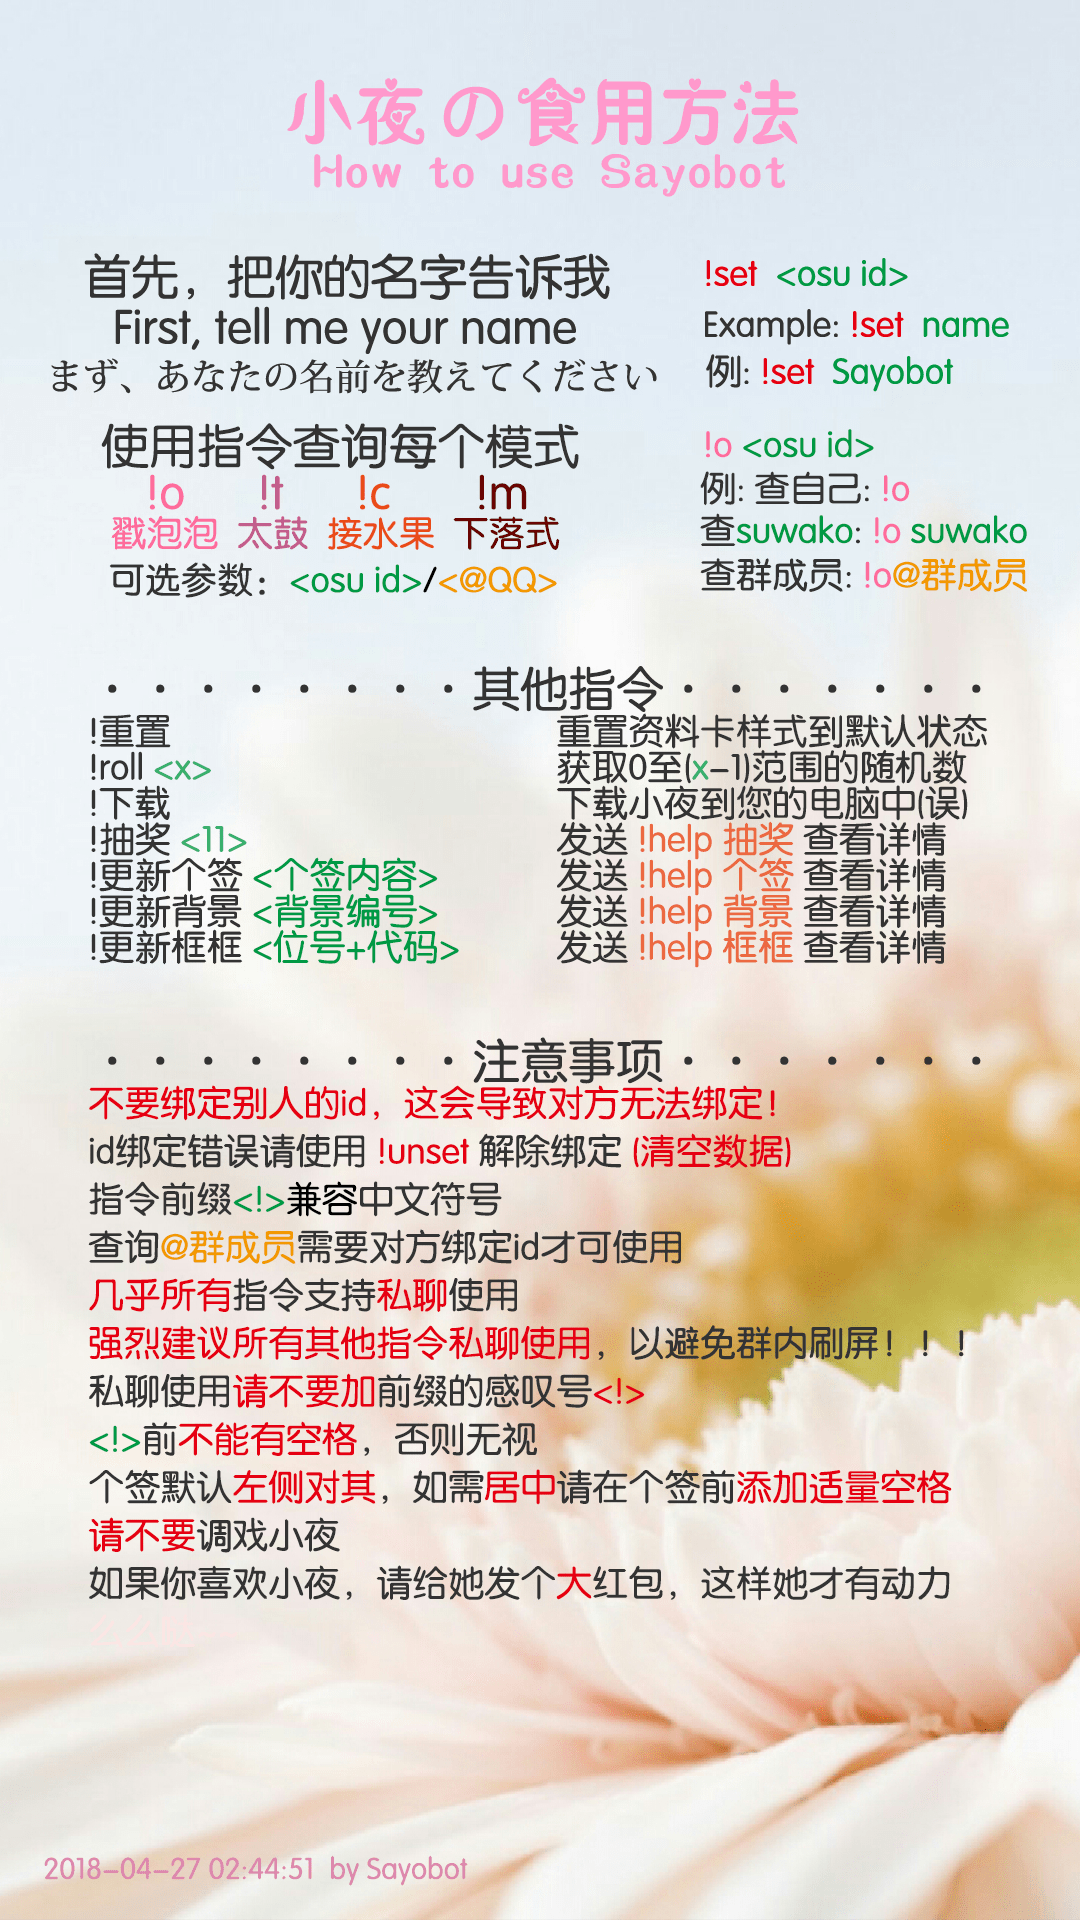 小夜の食用方法
How to use Sayobot
首先，把你的名字告诉我
First, tell me your name
まず、あなたの名前を教えてください
!set <osu id>
Example: !set name
例: !set Sayobot
使用指令查询每个模式
!o !t !c !m
戳泡泡 太鼓 接水果 下落式
可选参数：<osu id>/<@QQ>
!o <osu id>
例: 查自己: !o
查suwako: !o suwako
查群成员: !o@群成员
········其他指令·······
!重置 重置资料卡样式到默认状态
!roll <x> 获取0至(x-1)范围的随机数
!下载 下载小夜到您的电脑中(误)
!抽奖 <11> 发送 !help 抽奖 查看详情
!更新个签 <个签内容> 发送 !help 个签 查看详情
!更新背景 <背景编号> 发送 !help 背景 查看详情
!更新框框 <位号+代码> 发送 !help 框框 查看详情
········注意事项·······
不要绑定别人的id，这会导致对方无法绑定！
id绑定错误请使用 !unset 解除绑定 (清空数据)
指令前缀<!>兼容中文符号
查询@群成员需要对方绑定id才可使用
几乎所有指令支持私聊使用
强烈建议所有其他指令私聊使用，以避免群内刷屏！！！
私聊使用请不要加前缀的感叹号<!>
<!>前不能有空格，否则无视
个签默认左侧对其，如需居中请在个签前添加适量空格
请不要调戏小夜
如果你喜欢小夜，请给她发个大红包，这样她才有动力
2018-04-27 02:44:51 by Sayobot